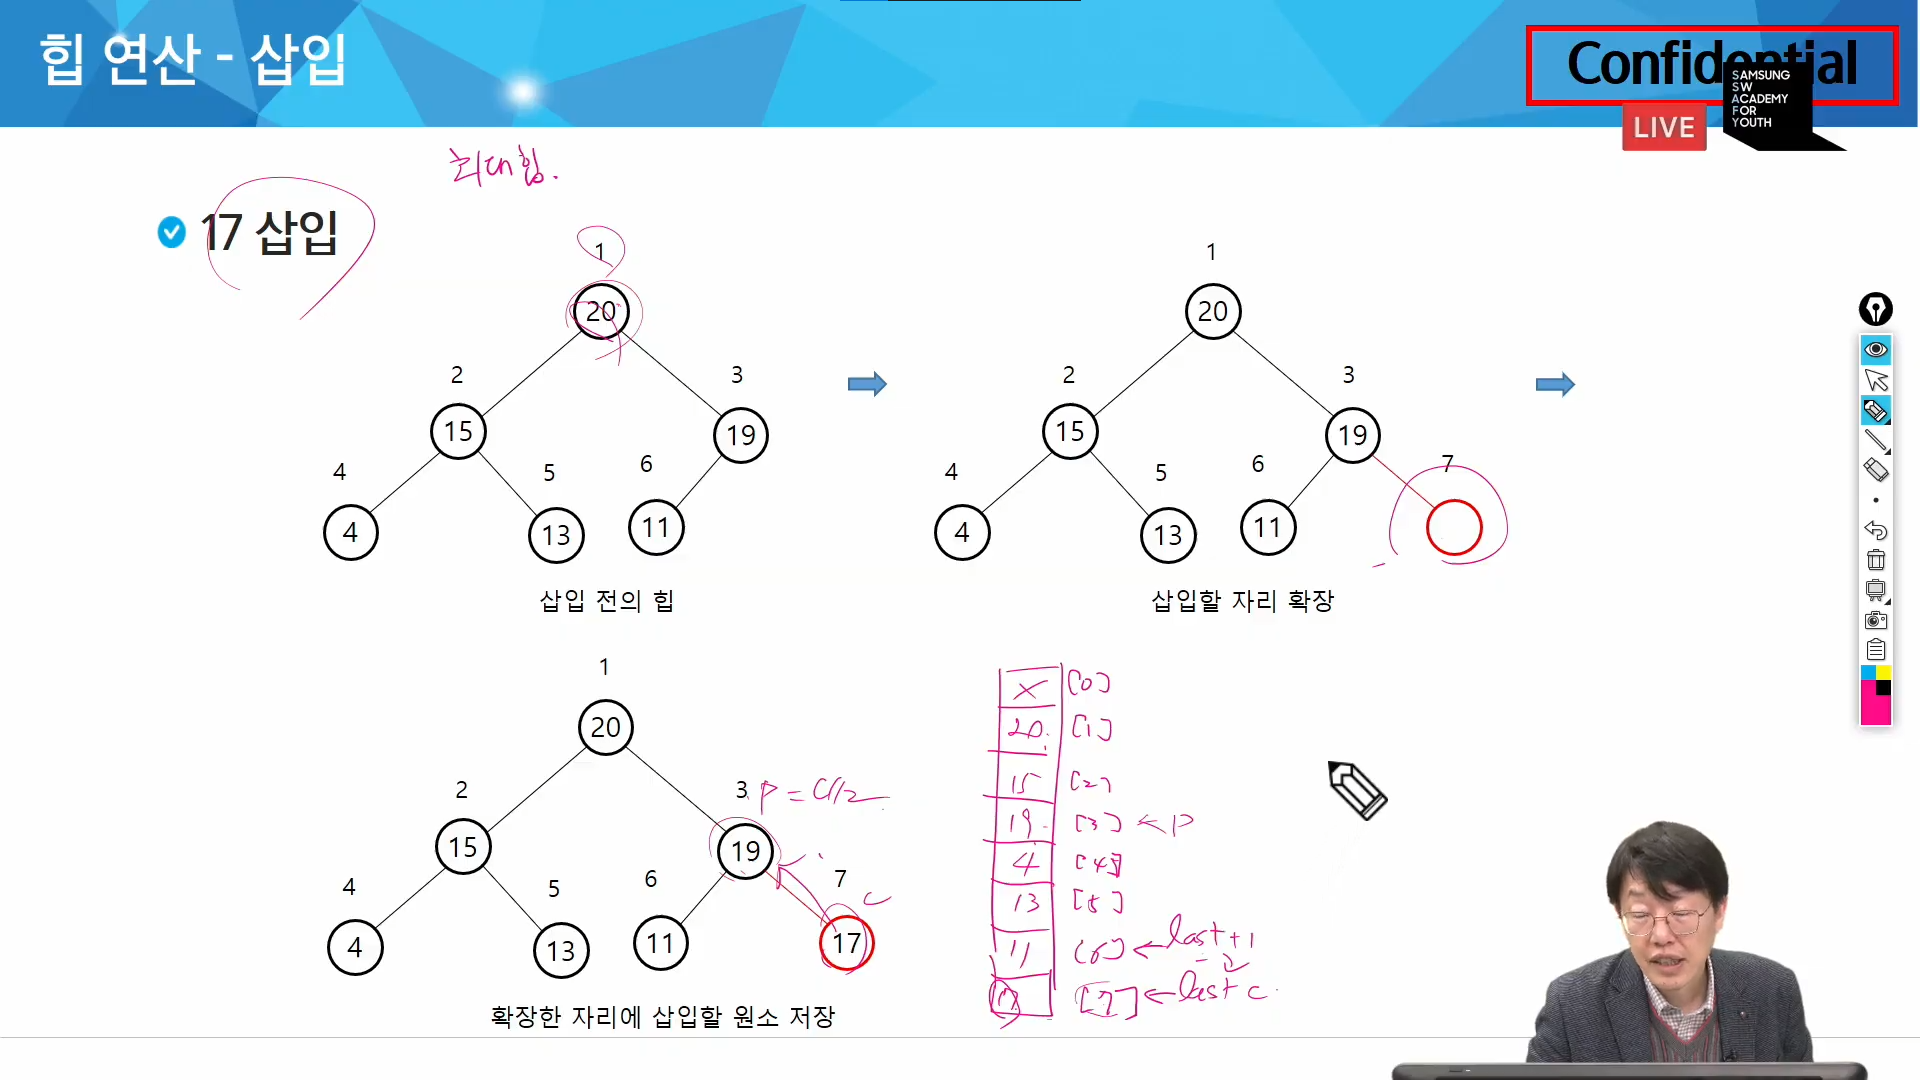 힙 연산 - 삽입
Confidential
SAMSUNG
SW
ACADEMY
FOR
YOUTH
LIVE
최대힙.
17 삽입
1
20
2
3
15
19
4
5
6
4
13
11
삽입 전의 힙
1
20
2
3
15
19
4
5
6
7
4
13
11
삽입할 자리 확장
1
20
2
3
p = c//2
15
19
4
5
6
7
c
4
13
11
17
확장한 자리에 삽입할 원소 저장
X [0]
20 [1]
15 [2]
19 [3] ← p
4 [4]
13 [5]
11 [6] ← last+1
17 [7] ← last c